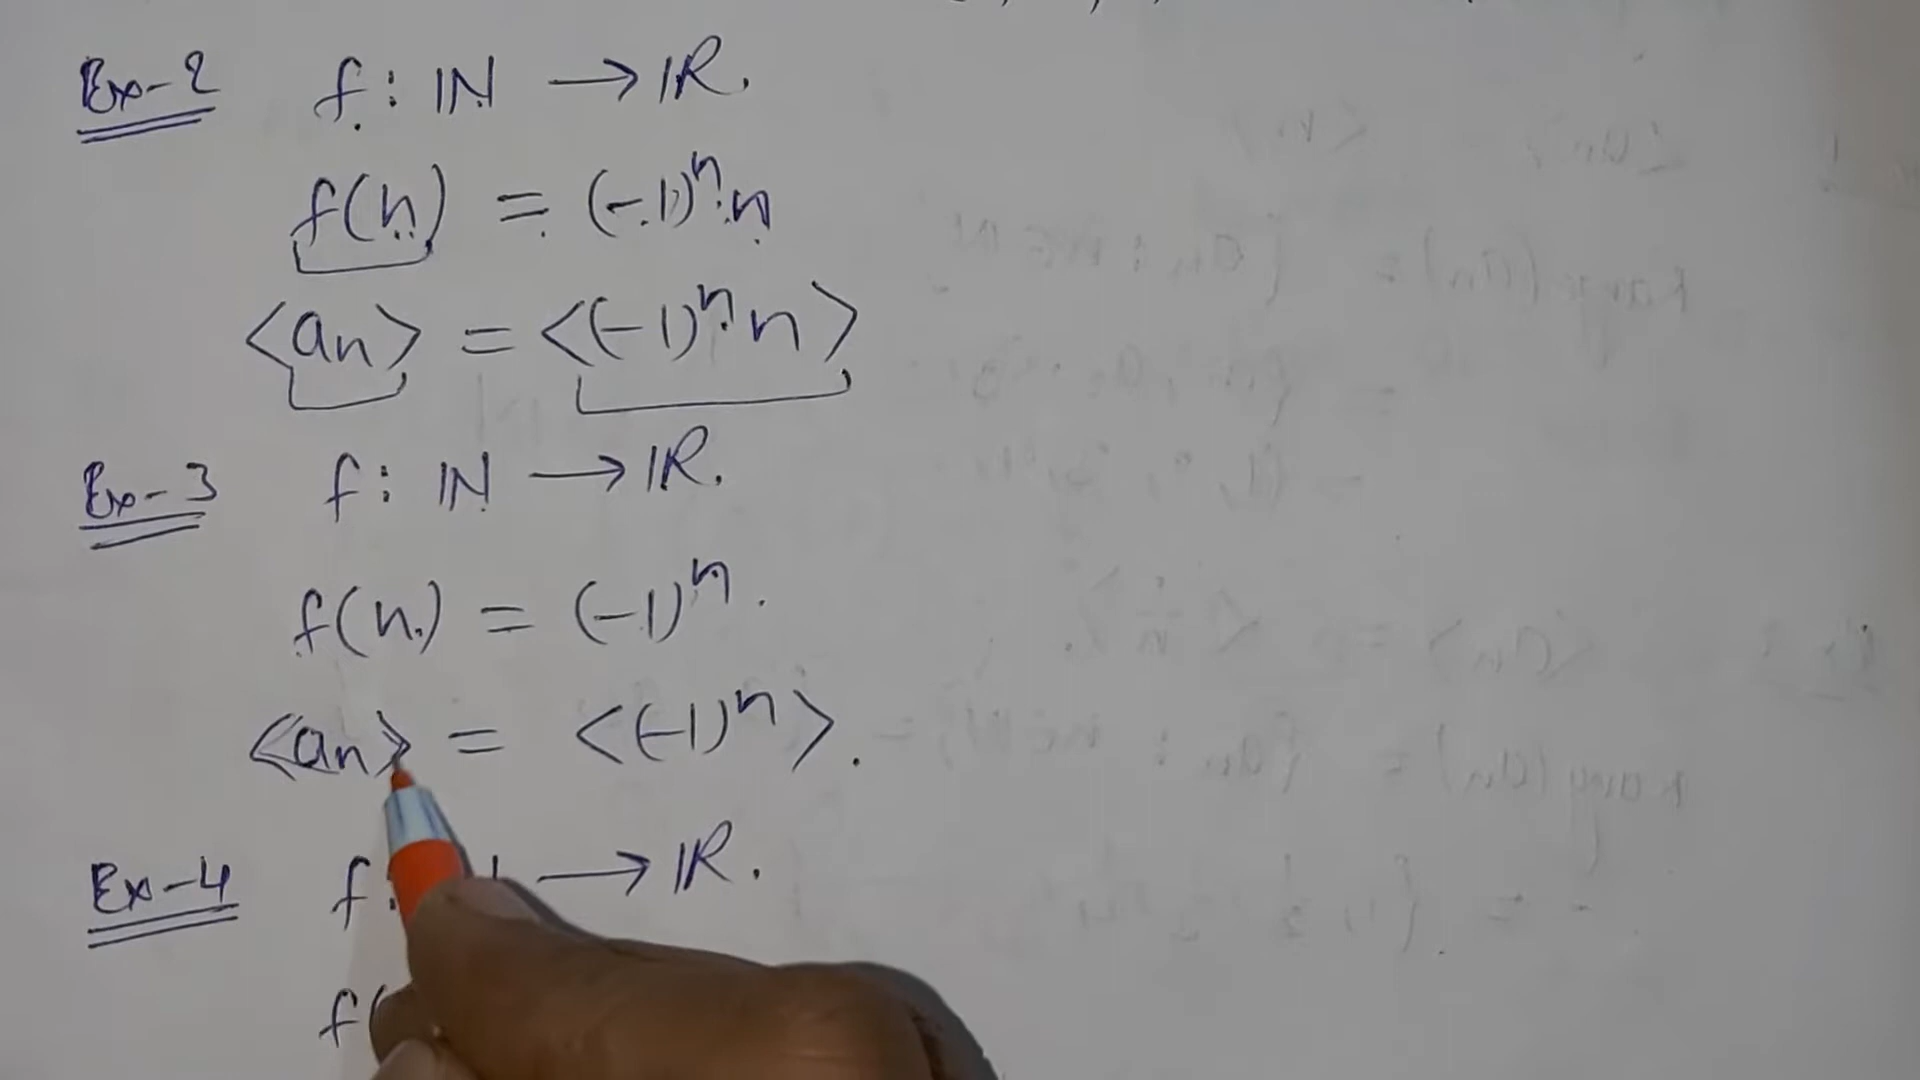 Ex-2 f : ℕ ⟶ ℝ.
f(n) = (-1)ⁿ·n
<aₙ> = <(-1)ⁿ·n>
Ex-3 f : ℕ ⟶ ℝ.
f(n) = (-1)ⁿ.
<aₙ> = <(-1)ⁿ>.
Ex-4 f : ⟶ ℝ.
f(